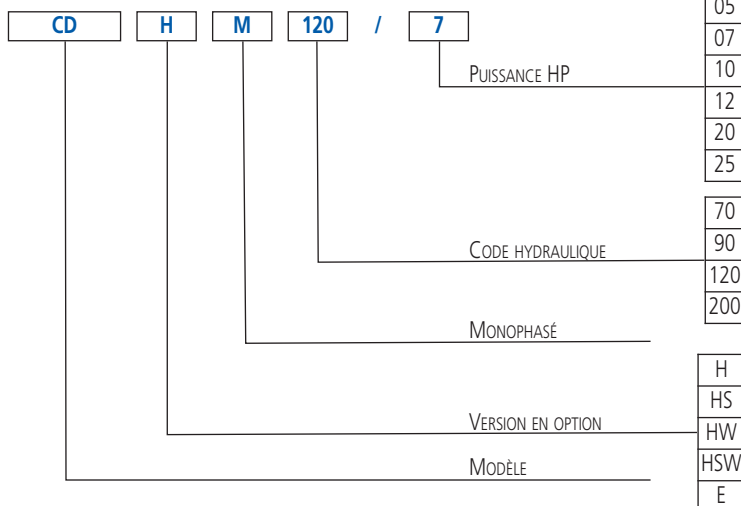 CD H M 120 / 7
05
07
PUISSANCE HP
10
12
20
25
70
CODE HYDRAULIQUE
90
120
200
MONOPHASÉ
H
HS
VERSION EN OPTION
HW
MODÈLE
HSW
E